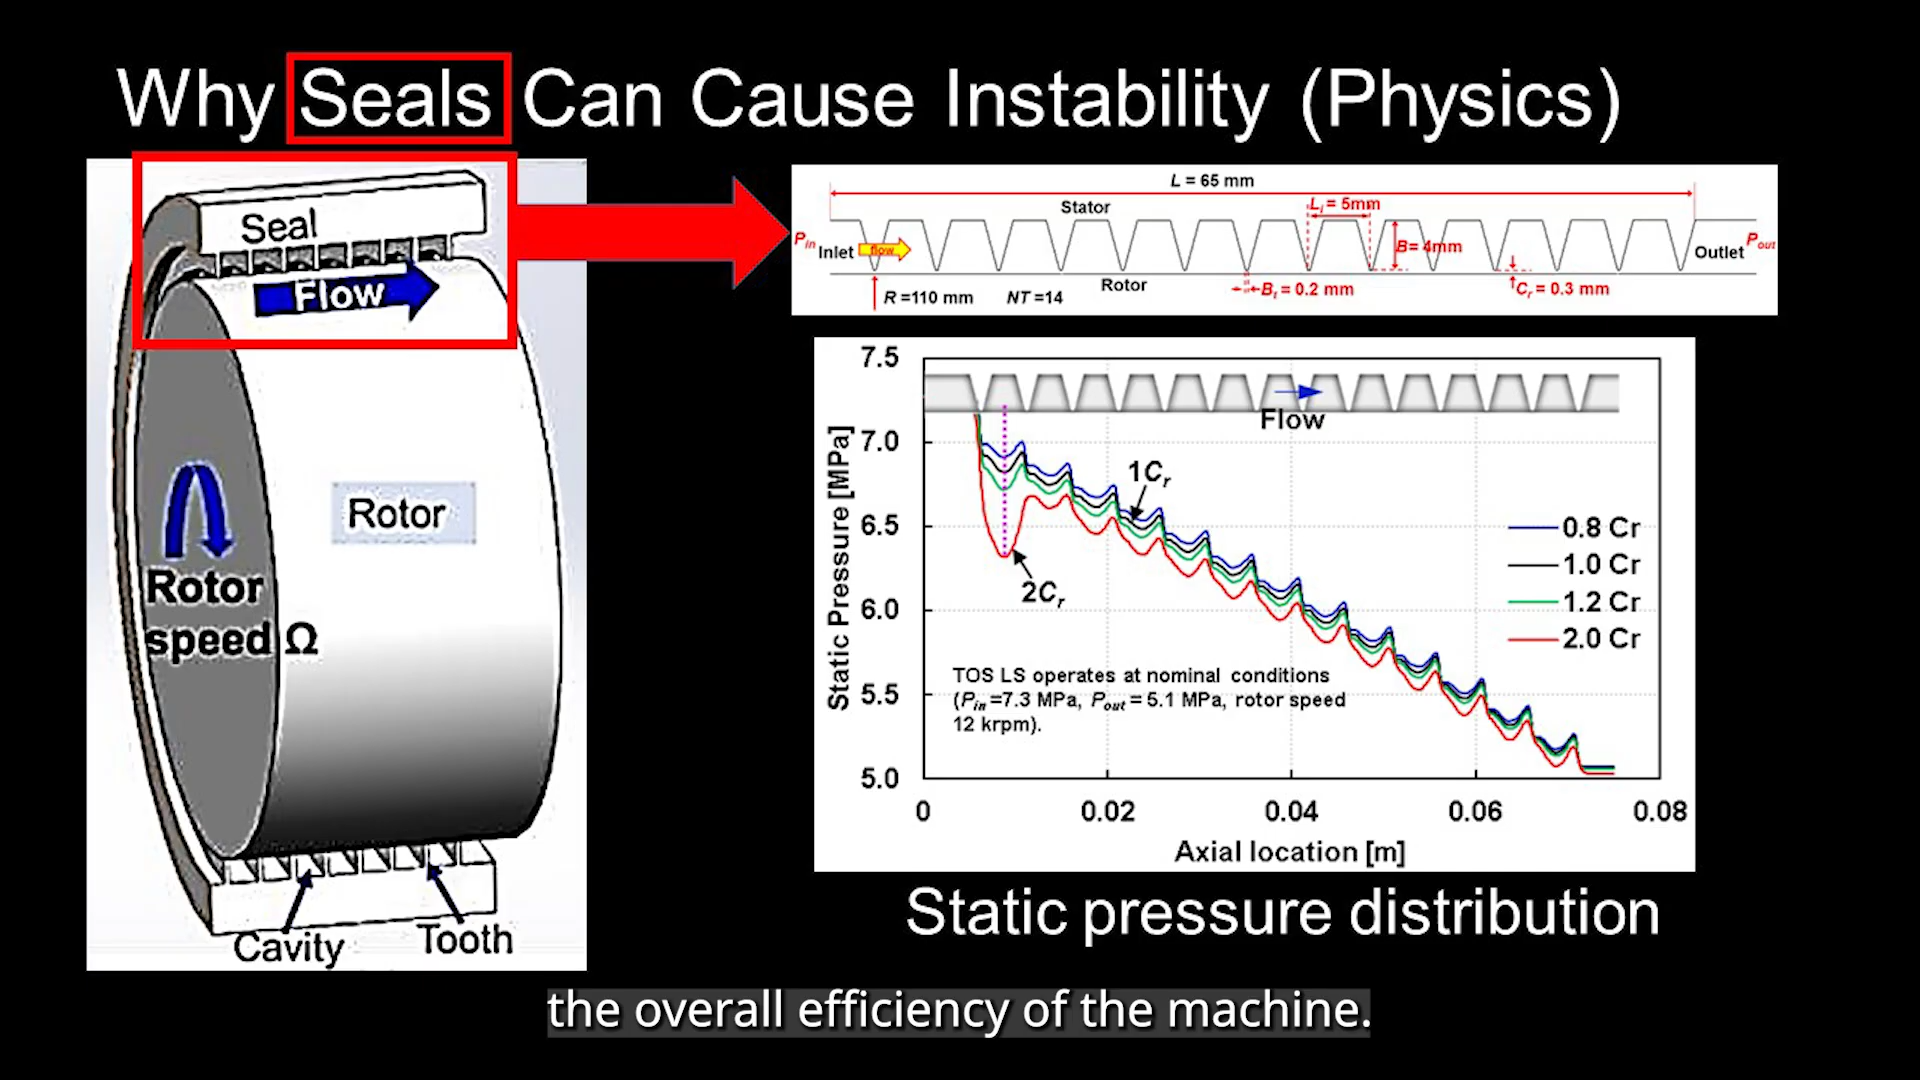 Why Seals Can Cause Instability (Physics)
Seal
Flow
Rotor
Rotor
speed Ω
Cavity
Tooth
L = 65 mm
Stator
Lᵢ = 5mm
Pin
Inlet
flow
B= 4mm
Outlet
Pout
Rotor
R =110 mm
NT =14
Bₜ = 0.2 mm
Cr = 0.3 mm
7.5
7.0
6.5
6.0
5.5
5.0
Static Pressure [MPa]
Flow
1Cr
2Cr
0.8 Cr
1.0 Cr
1.2 Cr
2.0 Cr
TOS LS operates at nominal conditions
(Pin =7.3 MPa, Pout = 5.1 MPa, rotor speed
12 krpm).
0
0.02
0.04
0.06
0.08
Axial location [m]
Static pressure distribution
the overall efficiency of the machine.